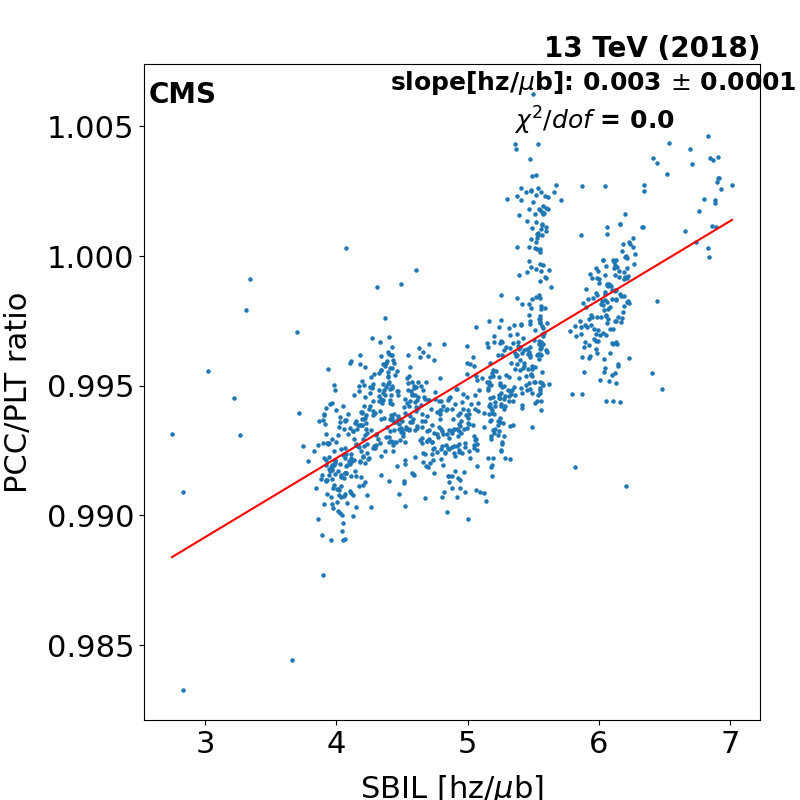 13 TeV (2018)
slope[hz/μb]: 0.003 ± 0.0001
CMS
χ²/dof = 0.0
1.005
1.000
0.995
0.990
0.985
PCC/PLT ratio
3 4 5 6 7
SBIL [hz/μb]